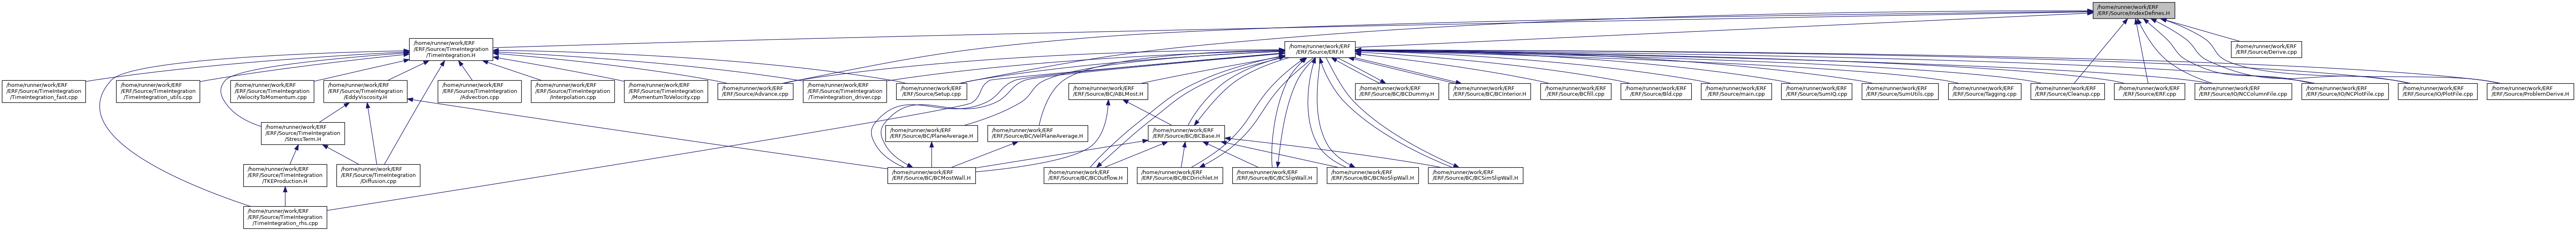 /home/runner/work/ERF
/ERF/Source/IndexDefines.H
/home/runner/work/ERF
/ERF/Source/TimeIntegration
/TimeIntegration.H
/home/runner/work/ERF
/ERF/Source/ERF.H
/home/runner/work/ERF
/ERF/Source/Derive.cpp
/home/runner/work/ERF
/ERF/Source/TimeIntegration
/TimeIntegration_fast.cpp
/home/runner/work/ERF
/ERF/Source/TimeIntegration
/TimeIntegration_utils.cpp
/home/runner/work/ERF
/ERF/Source/TimeIntegration
/VelocityToMomentum.cpp
/home/runner/work/ERF
/ERF/Source/TimeIntegration
/EddyViscosity.H
/home/runner/work/ERF
/ERF/Source/TimeIntegration
/Advection.cpp
/home/runner/work/ERF
/ERF/Source/TimeIntegration
/Interpolation.cpp
/home/runner/work/ERF
/ERF/Source/TimeIntegration
/MomentumToVelocity.cpp
/home/runner/work/ERF
/ERF/Source/Advance.cpp
/home/runner/work/ERF
/ERF/Source/TimeIntegration
/TimeIntegration_driver.cpp
/home/runner/work/ERF
/ERF/Source/Setup.cpp
/home/runner/work/ERF
/ERF/Source/BC/ABLMost.H
/home/runner/work/ERF
/ERF/Source/BC/BCDummy.H
/home/runner/work/ERF
/ERF/Source/BC/BCInterior.H
/home/runner/work/ERF
/ERF/Source/BCfill.cpp
/home/runner/work/ERF
/ERF/Source/Bld.cpp
/home/runner/work/ERF
/ERF/Source/main.cpp
/home/runner/work/ERF
/ERF/Source/SumIQ.cpp
/home/runner/work/ERF
/ERF/Source/SumUtils.cpp
/home/runner/work/ERF
/ERF/Source/Tagging.cpp
/home/runner/work/ERF
/ERF/Source/Cleanup.cpp
/home/runner/work/ERF
/ERF/Source/ERF.cpp
/home/runner/work/ERF
/ERF/Source/IO/NCColumnFile.cpp
/home/runner/work/ERF
/ERF/Source/IO/NCPlotFile.cpp
/home/runner/work/ERF
/ERF/Source/IO/PlotFile.cpp
/home/runner/work/ERF
/ERF/Source/ProblemDerive.H
/home/runner/work/ERF
/ERF/Source/TimeIntegration
/StressTerm.H
/home/runner/work/ERF
/ERF/Source/BC/PlaneAverage.H
/home/runner/work/ERF
/ERF/Source/BC/VelPlaneAverage.H
/home/runner/work/ERF
/ERF/Source/BC/BCBase.H
/home/runner/work/ERF
/ERF/Source/TimeIntegration
/TKEProduction.H
/home/runner/work/ERF
/ERF/Source/TimeIntegration
/Diffusion.cpp
/home/runner/work/ERF
/ERF/Source/BC/BCMostWall.H
/home/runner/work/ERF
/ERF/Source/BC/BCOutflow.H
/home/runner/work/ERF
/ERF/Source/BC/BCDirichlet.H
/home/runner/work/ERF
/ERF/Source/BC/BCSlipWall.H
/home/runner/work/ERF
/ERF/Source/BC/BCNoSlipWall.H
/home/runner/work/ERF
/ERF/Source/BC/BCSimSlipWall.H
/home/runner/work/ERF
/ERF/Source/TimeIntegration
/TimeIntegration_rhs.cpp